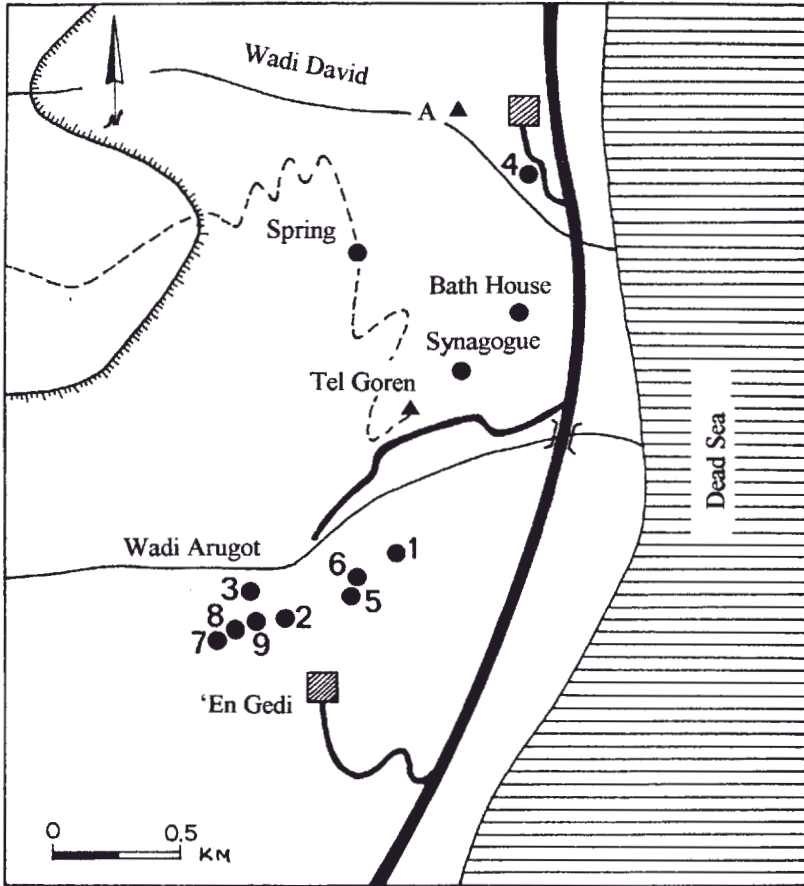 Wadi David
N
A
4
Spring
Bath House
Synagogue
Tel Goren
Dead Sea
Wadi Arugot
1
6
3
5
8
2
7
9
'En Gedi
0 0.5
KM